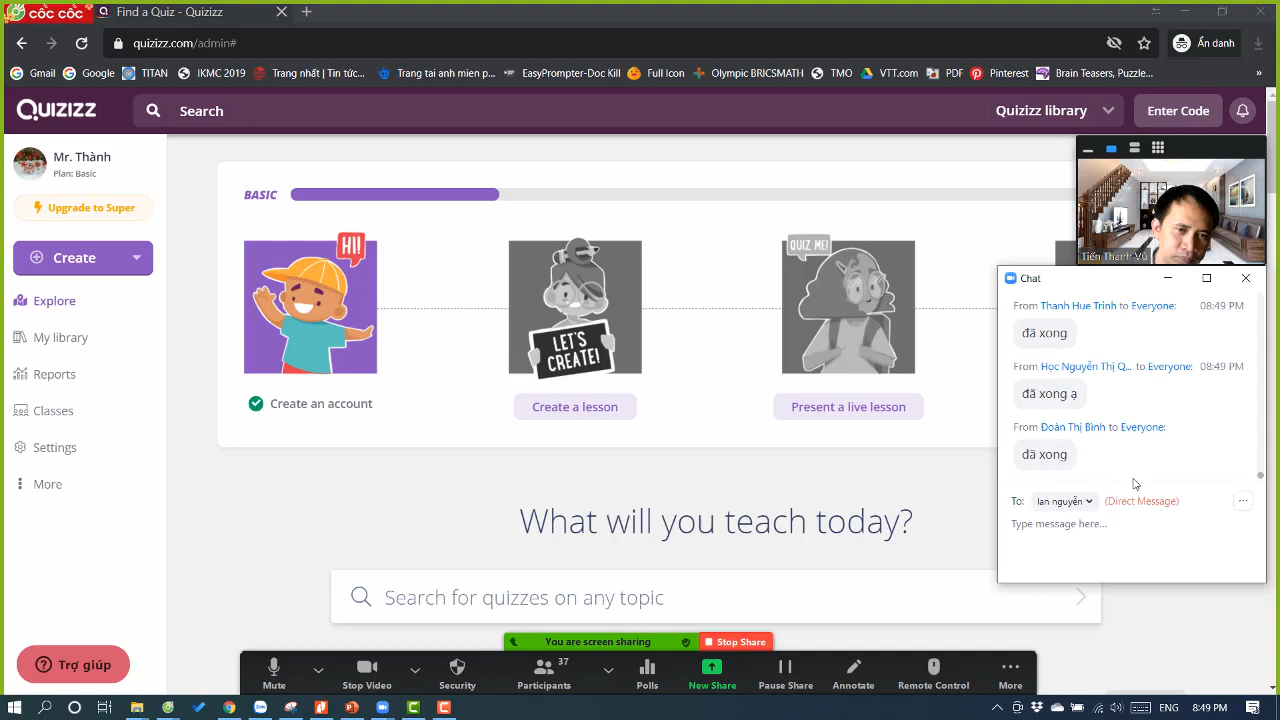 CỐC CỐC
Find a Quiz - Quizizz
quizizz.com/admin#
Ẩn danh
Gmail
Google
TITAN
IKMC 2019
Trang nhất | Tin tức...
Trang tai anh mien p...
EasyPrompter-Doc Kill
Full Icon
Olympic BRICSMATH
TMO
VTT.com
PDF
Pinterest
Brain Teasers, Puzzle...
»
QUIZIZZ
Search
Quizizz library
Enter Code
Mr. Thành
Plan: Basic
Upgrade to Super
Create
Explore
My library
Reports
Classes
Settings
More
Trợ giúp
BASIC
HI!
LET'S
CREATE!
QUIZ ME!
Create an account
Create a lesson
Present a live lesson
What will you teach today?
Search for quizzes on any topic
Tiến Thành Vũ
Chat
From Thanh Hue Trinh to Everyone: 08:49 PM
đã xong
From Học Nguyễn Thị Q... to Everyone: 08:49 PM
đã xong ạ
From Đoàn Thị Bình to Everyone:
đã xong
To: lan nguyễn (Direct Message)
Type message here...
You are screen sharing
Stop Share
Mute
Stop Video
Security
Participants
37
Polls
New Share
Pause Share
Annotate
Remote Control
More
8:49 PM